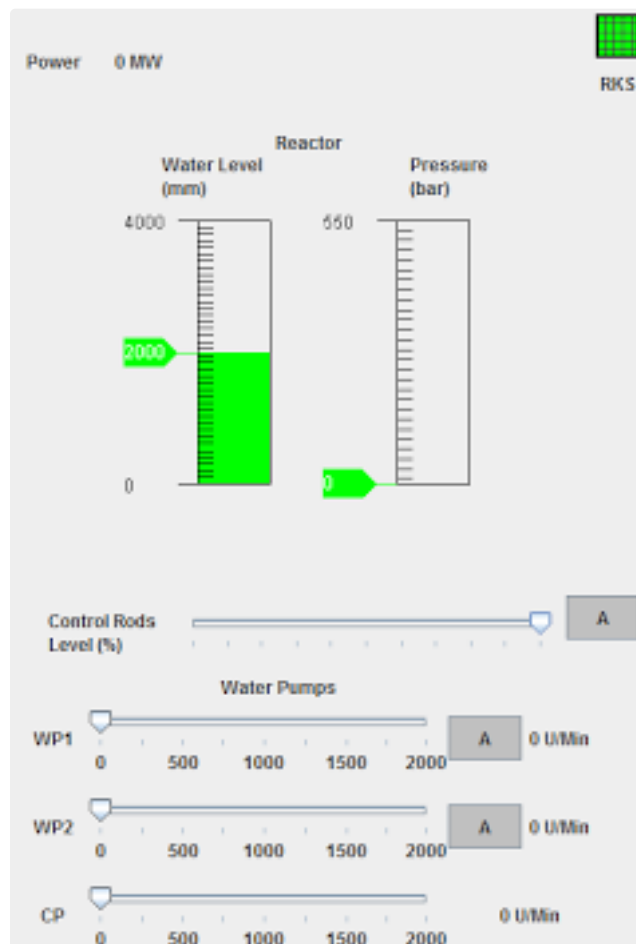 Power 0 MW
RKS
Reactor
Water Level Pressure
(mm) (bar)
4000 550
2000
0 0
Control Rods A
Level (%)
Water Pumps
WP1 A 0 U/Min
0 500 1000 1500 2000
WP2 A 0 U/Min
0 500 1000 1500 2000
CP 0 U/Min
0 500 1000 1500 2000